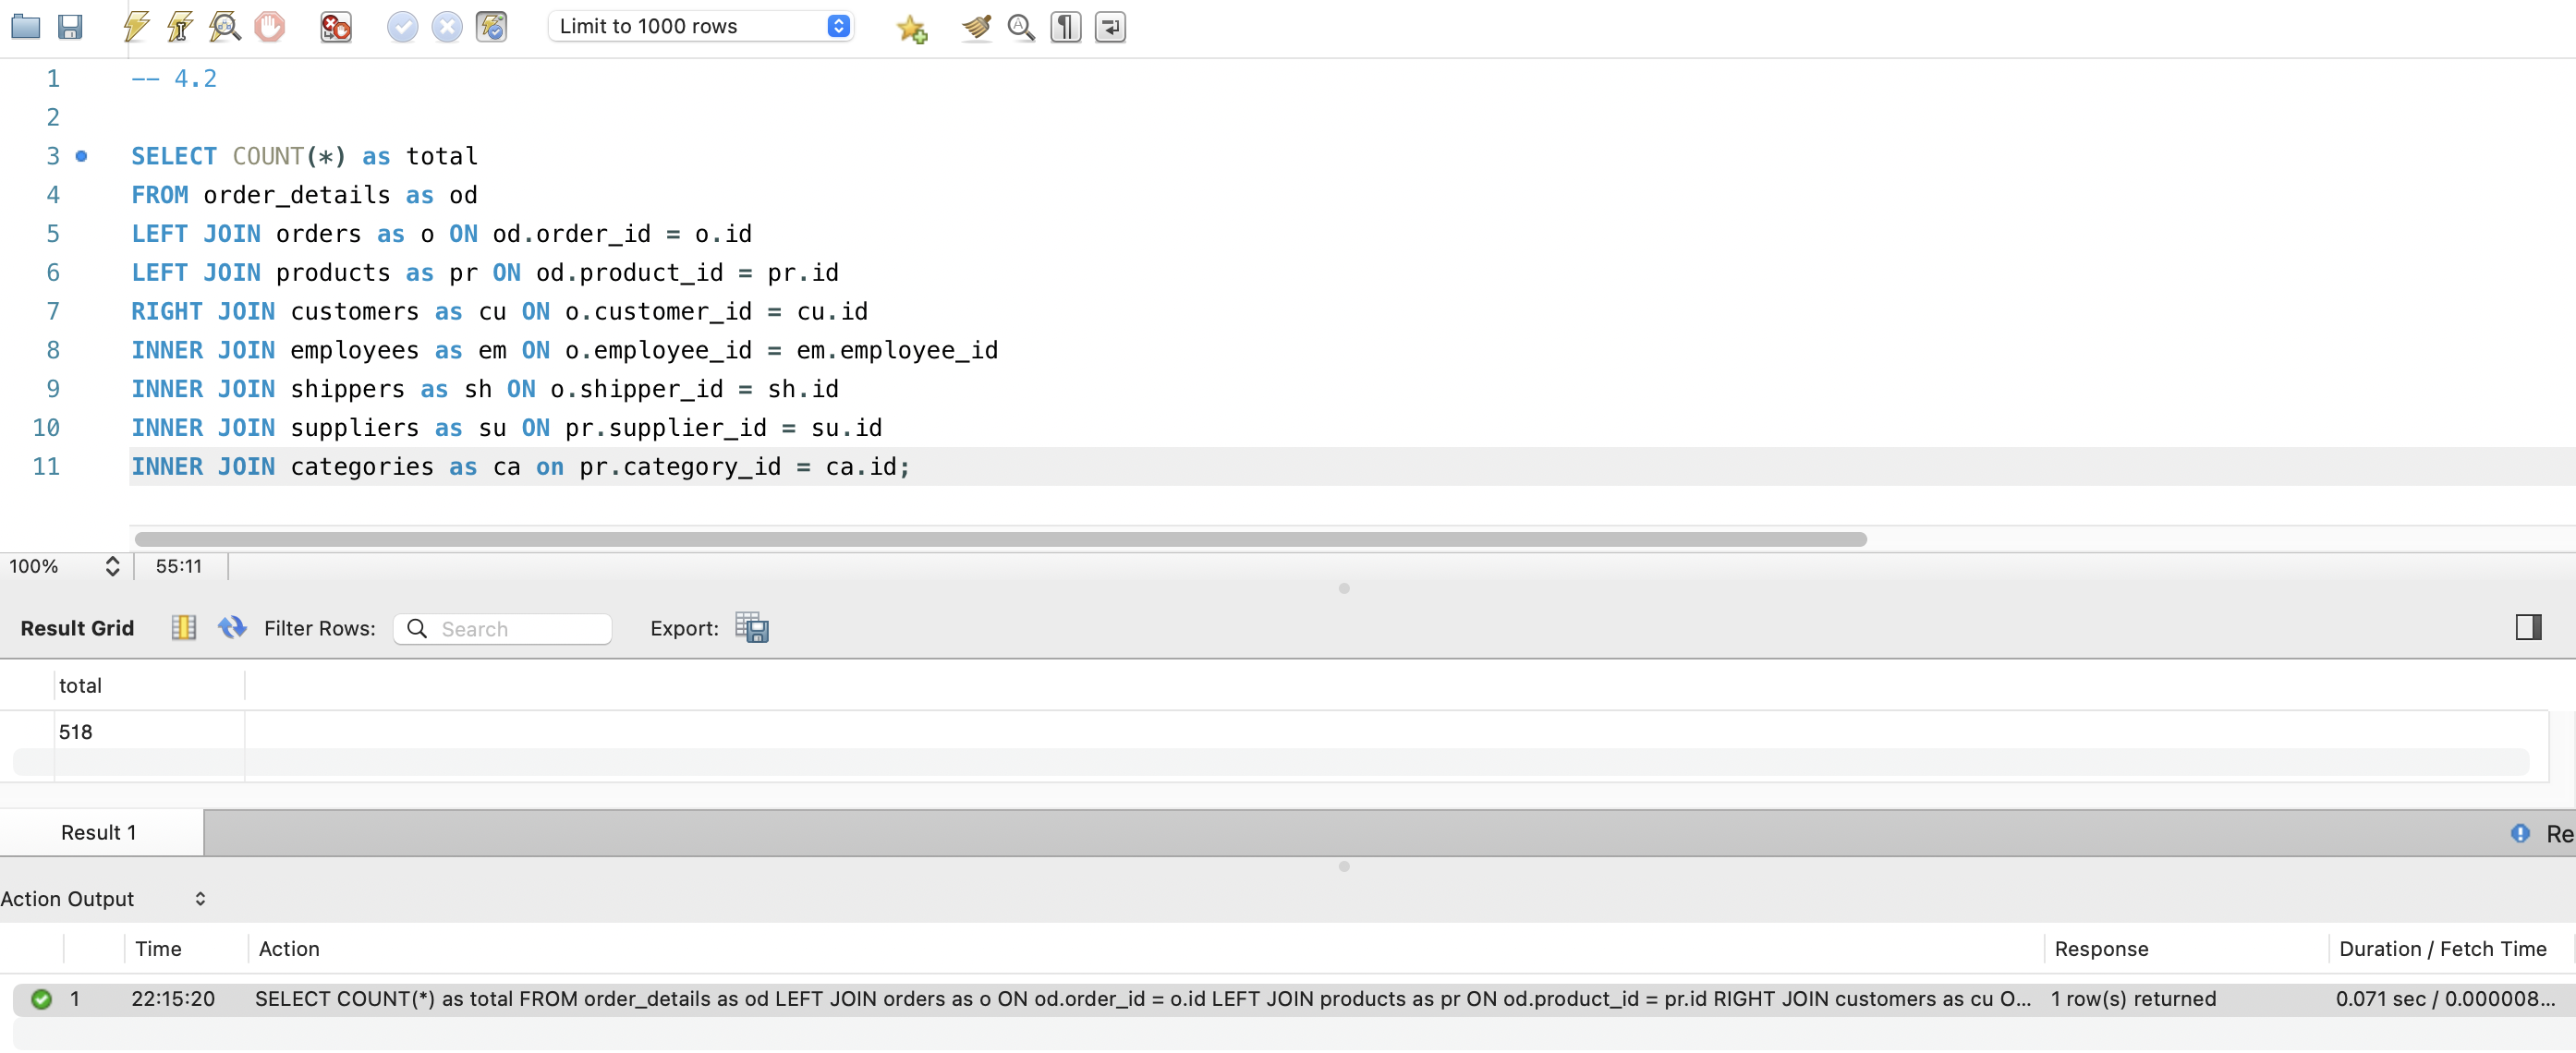 Limit to 1000 rows
1 -- 4.2
2
3 SELECT COUNT(*) as total
4 FROM order_details as od
5 LEFT JOIN orders as o ON od.order_id = o.id
6 LEFT JOIN products as pr ON od.product_id = pr.id
7 RIGHT JOIN customers as cu ON o.customer_id = cu.id
8 INNER JOIN employees as em ON o.employee_id = em.employee_id
9 INNER JOIN shippers as sh ON o.shipper_id = sh.id
10 INNER JOIN suppliers as su ON pr.supplier_id = su.id
11 INNER JOIN categories as ca on pr.category_id = ca.id;
100% 55:11
Result Grid Filter Rows: Search Export:
total
518
Result 1 Re
Action Output
Time Action Response Duration / Fetch Time
1 22:15:20 SELECT COUNT(*) as total FROM order_details as od LEFT JOIN orders as o ON od.order_id = o.id LEFT JOIN products as pr ON od.product_id = pr.id RIGHT JOIN customers as cu O... 1 row(s) returned 0.071 sec / 0.000008...